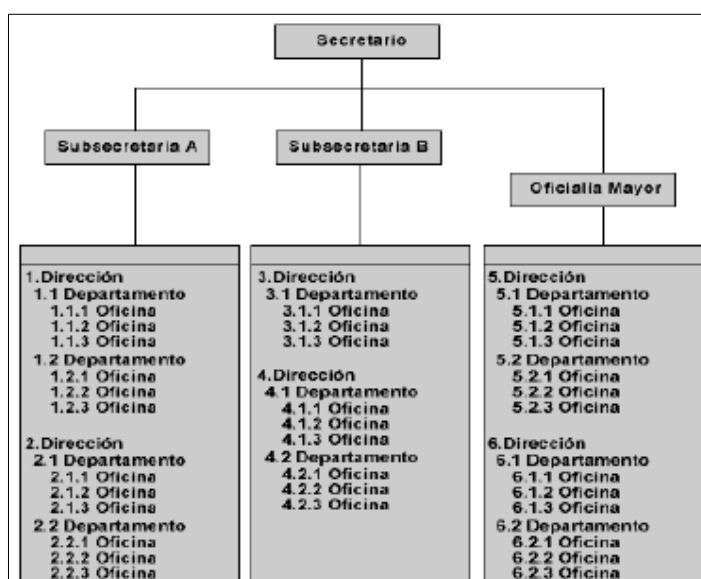 Secretario
Subsecretaria A
Subsecretaria B
Oficialia Mayor
1.Dirección
1.1 Departamento
1.1.1 Oficina
1.1.2 Oficina
1.1.3 Oficina
1.2 Departamento
1.2.1 Oficina
1.2.2 Oficina
1.2.3 Oficina
2.Dirección
2.1 Departamento
2.1.1 Oficina
2.1.2 Oficina
2.1.3 Oficina
2.2 Departamento
2.2.1 Oficina
2.2.2 Oficina
2.2.3 Oficina
3.Dirección
3.1 Departamento
3.1.1 Oficina
3.1.2 Oficina
3.1.3 Oficina
4.Dirección
4.1 Departamento
4.1.1 Oficina
4.1.2 Oficina
4.1.3 Oficina
4.2 Departamento
4.2.1 Oficina
4.2.2 Oficina
4.2.3 Oficina
5.Dirección
5.1 Departamento
5.1.1 Oficina
5.1.2 Oficina
5.1.3 Oficina
5.2 Departamento
5.2.1 Oficina
5.2.2 Oficina
5.2.3 Oficina
6.Dirección
6.1 Departamento
6.1.1 Oficina
6.1.2 Oficina
6.1.3 Oficina
6.2 Departamento
6.2.1 Oficina
6.2.2 Oficina
6.2.3 Oficina